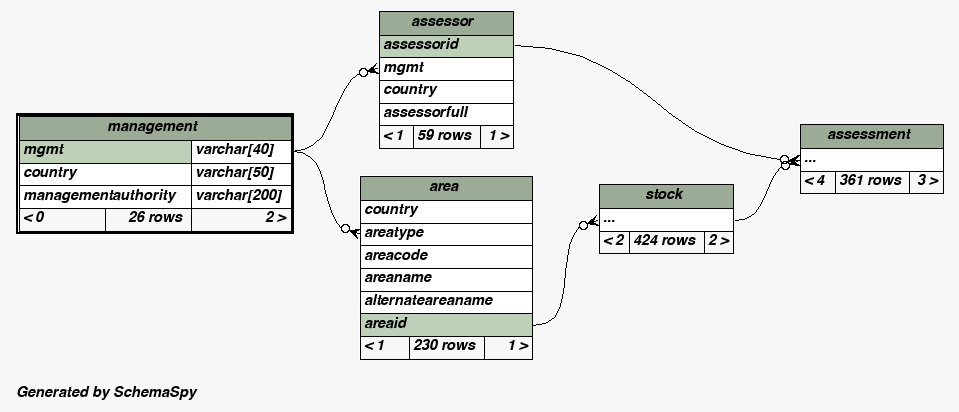 assessor
assessorid
mgmt
country
assessorfull
< 1 59 rows 1 >
management
mgmt varchar[40]
country varchar[50]
managementauthority varchar[200]
< 0 26 rows 2 >
area
country
areatype
areacode
areaname
alternateareaname
areaid
< 1 230 rows 1 >
stock
...
< 2 424 rows 2 >
assessment
...
< 4 361 rows 3 >
Generated by SchemaSpy